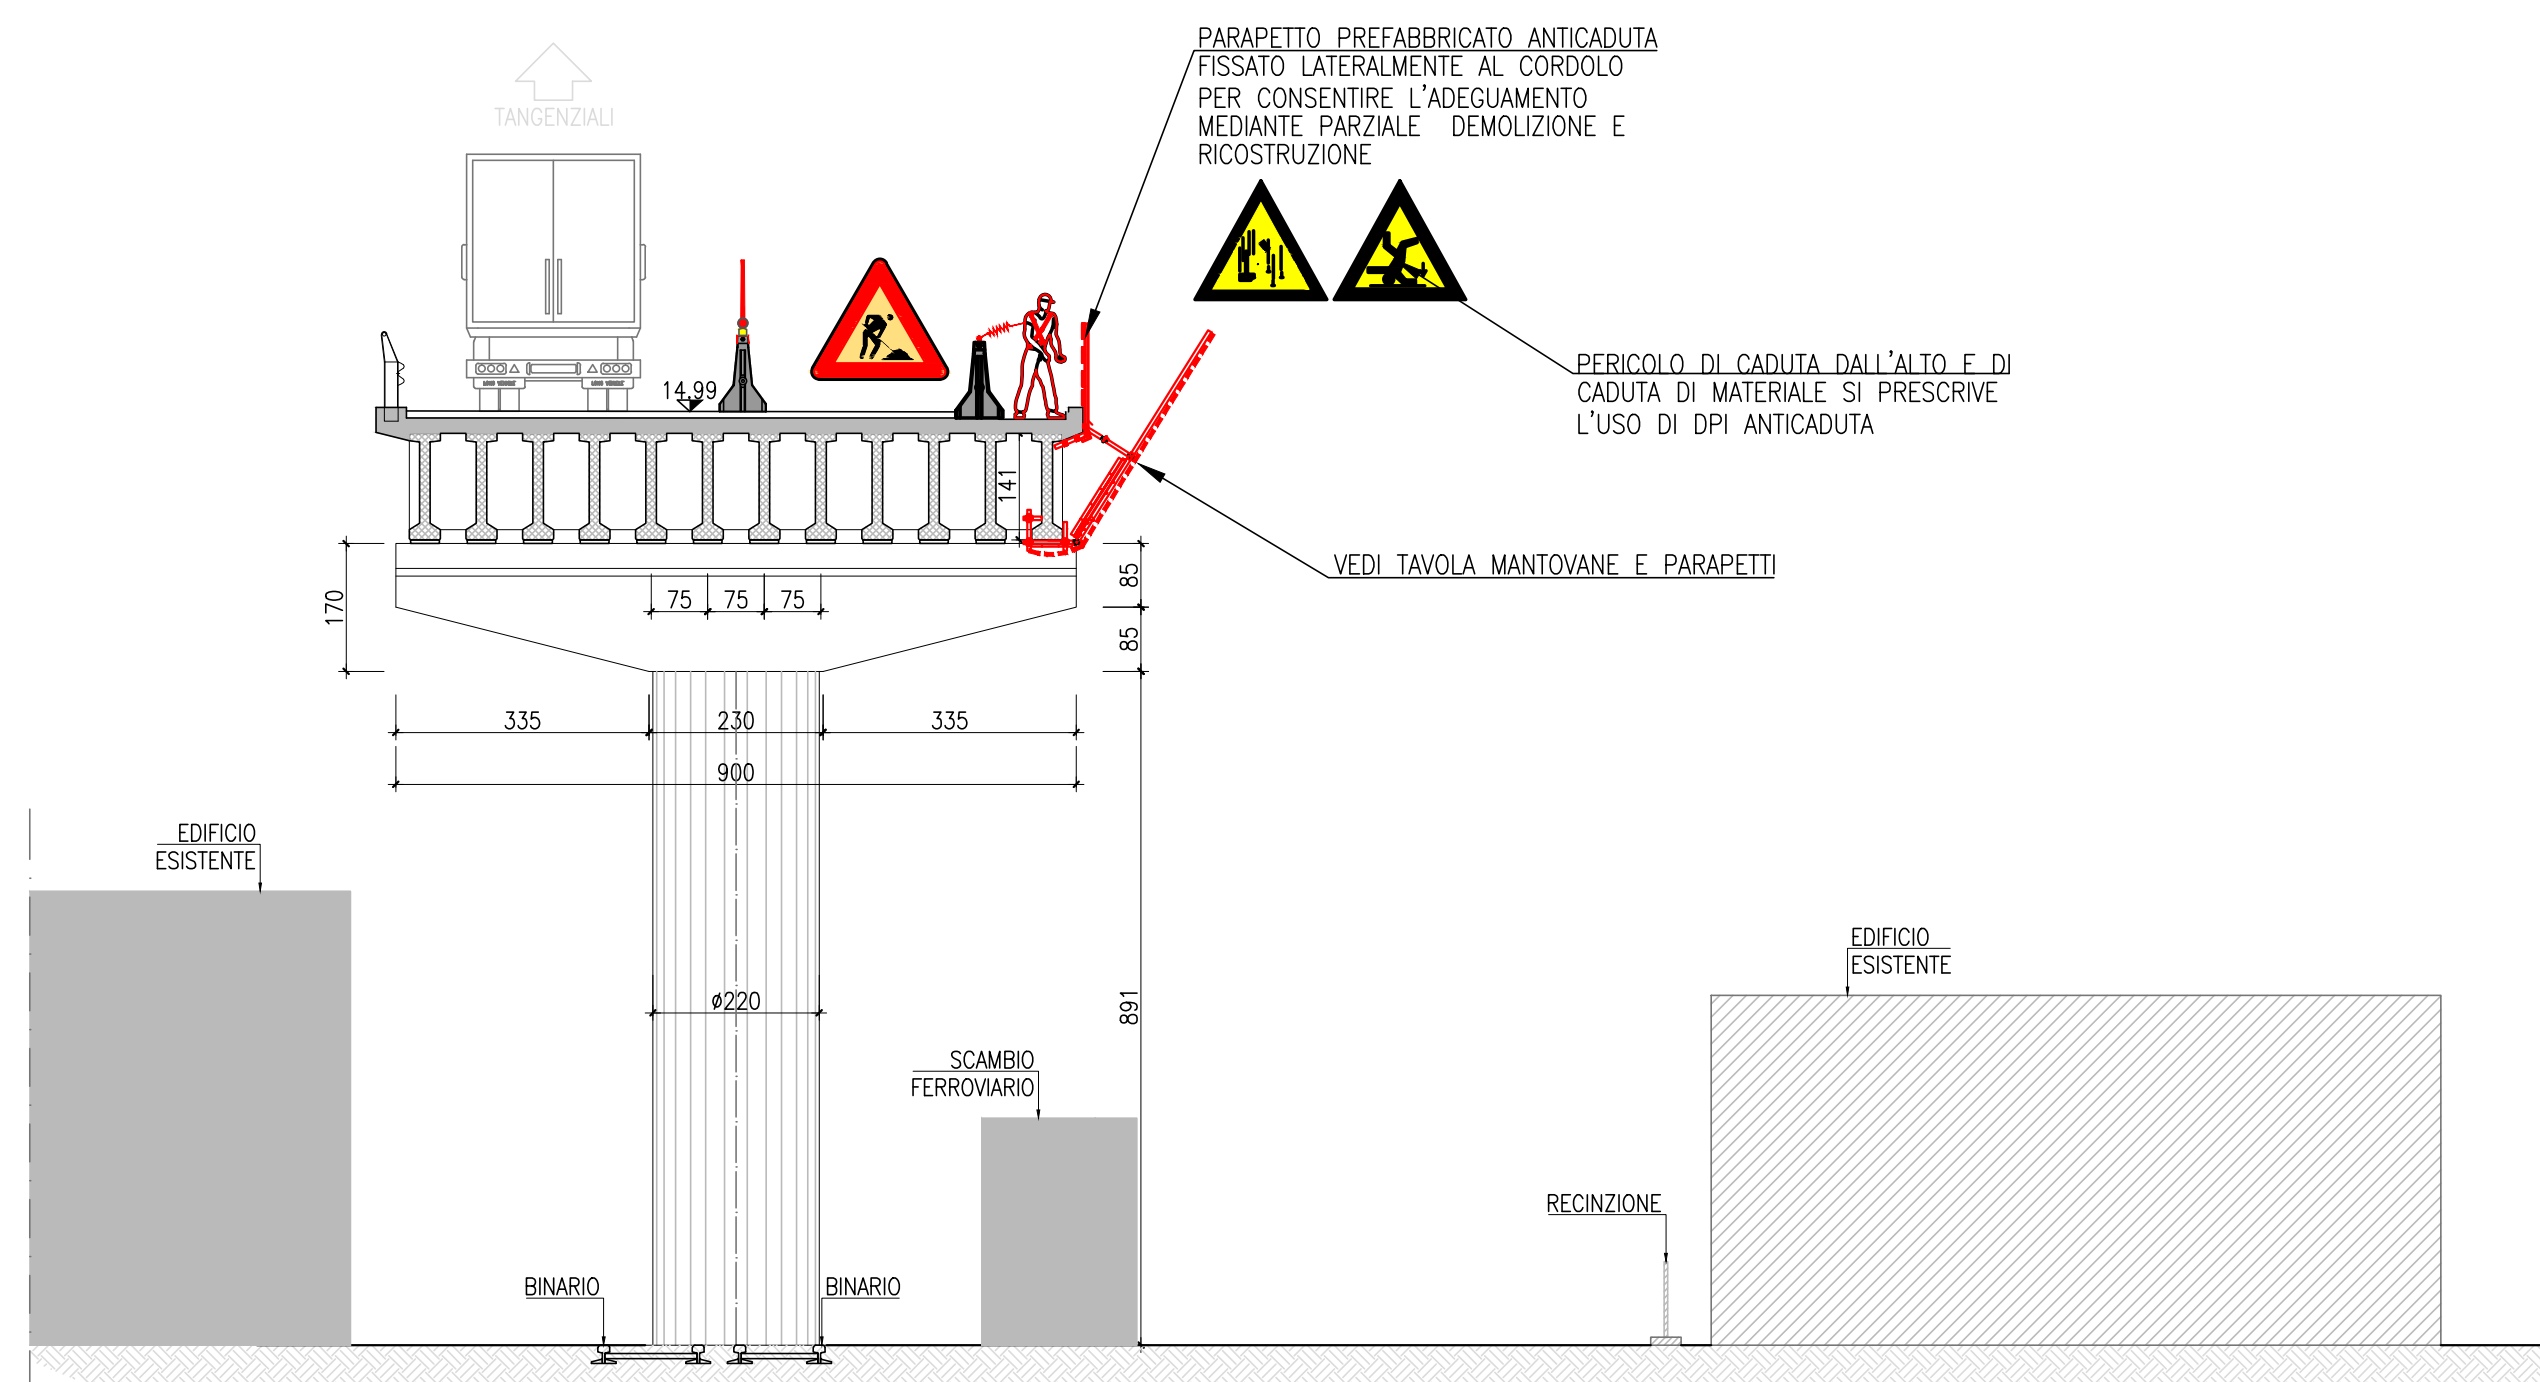 PARAPETTO PREFABBRICATO ANTICADUTA
FISSATO LATERALMENTE AL CORDOLO
PER CONSENTIRE L'ADEGUAMENTO
MEDIANTE PARZIALE DEMOLIZIONE E
RICOSTRUZIONE
TANGENZIALI
PERICOLO DI CADUTA DALL'ALTO E DI
CADUTA DI MATERIALE SI PRESCRIVE
L'USO DI DPI ANTICADUTA
14.99
141
VEDI TAVOLA MANTOVANE E PARAPETTI
170
75
75
75
85
85
335
230
335
900
EDIFICIO
ESISTENTE
EDIFICIO
ESISTENTE
ø220
891
SCAMBIO
FERROVIARIO
RECINZIONE
BINARIO
BINARIO